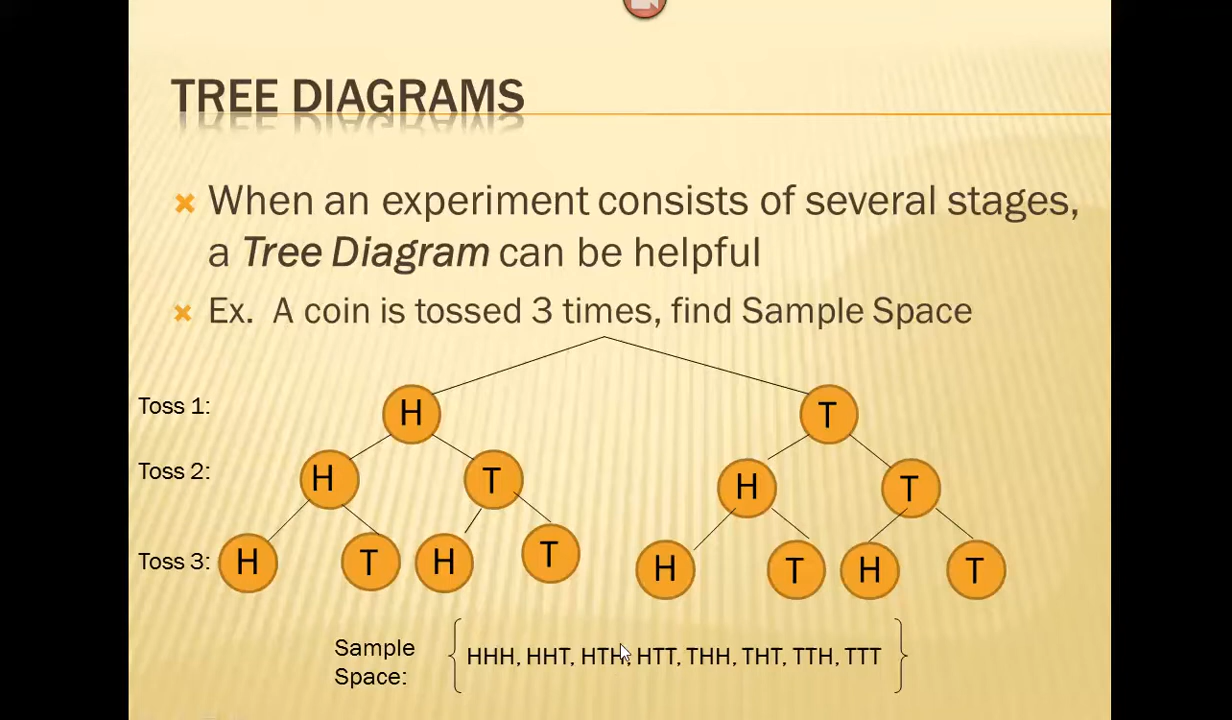 TREE DIAGRAMS
When an experiment consists of several stages,
a Tree Diagram can be helpful
Ex. A coin is tossed 3 times, find Sample Space
Toss 1: H T
Toss 2: H T H T
Toss 3: H T H T H T H T
Sample
Space:
{ HHH, HHT, HTH, HTT, THH, THT, TTH, TTT }